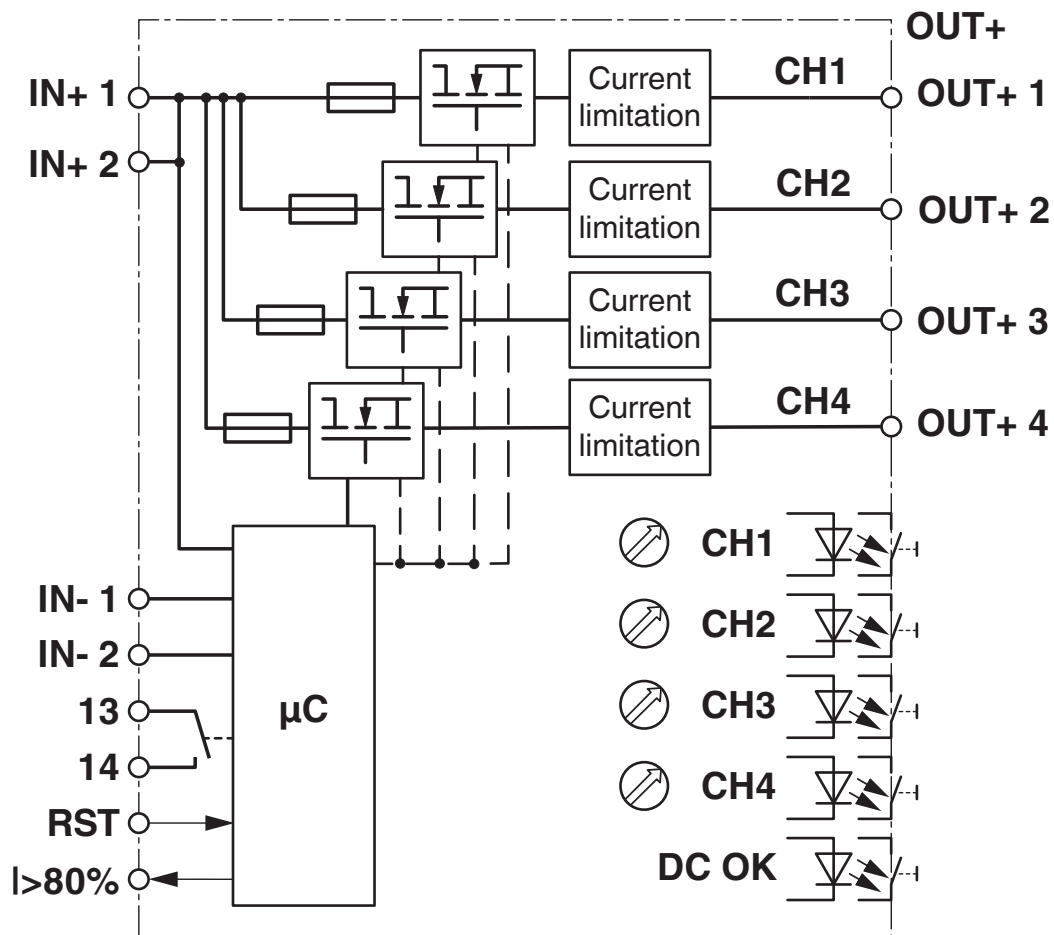 OUT+
IN+ 1
Current
limitation
CH1
OUT+ 1
IN+ 2
Current
limitation
CH2
OUT+ 2
Current
limitation
CH3
OUT+ 3
Current
limitation
CH4
OUT+ 4
CH1
IN- 1
CH2
IN- 2
13
µC
CH3
14
CH4
RST
DC OK
I>80%